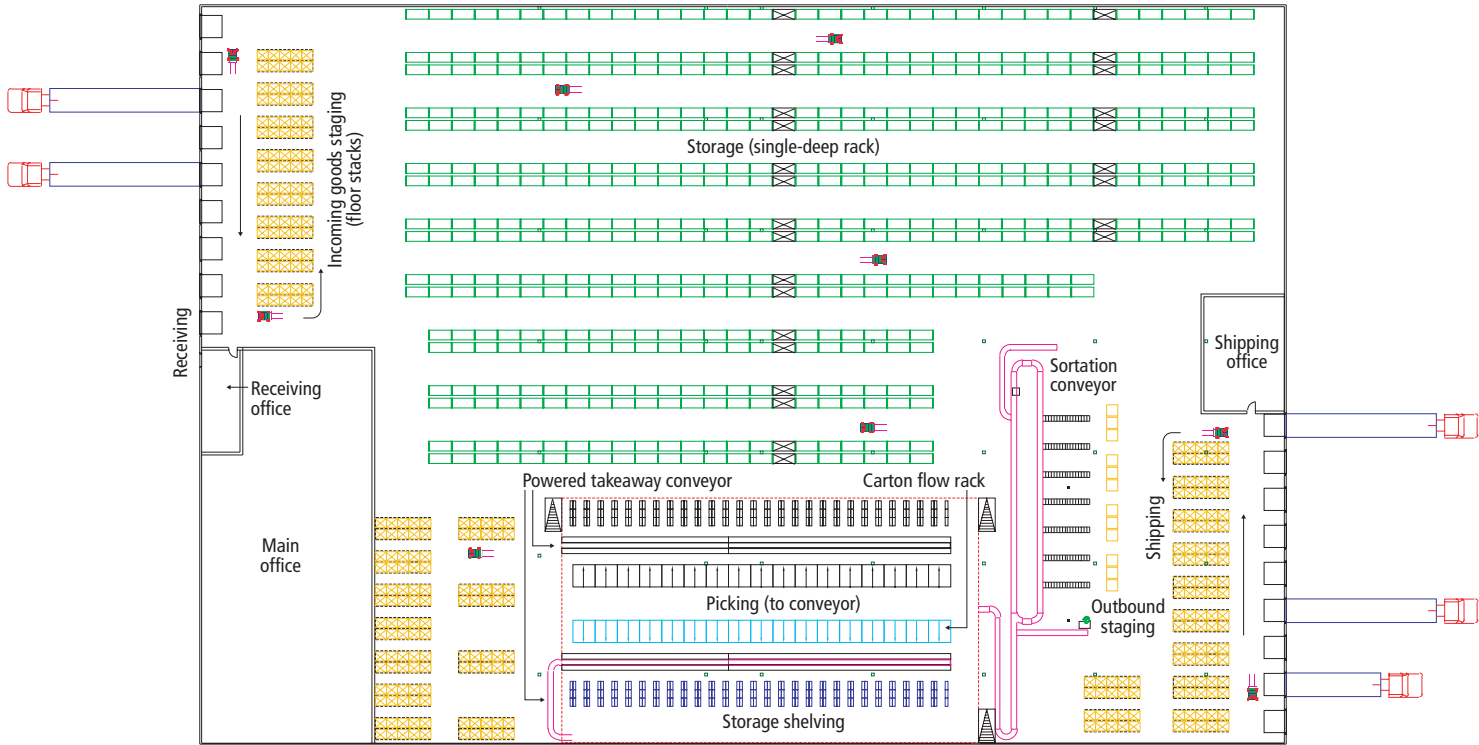 Storage (single-deep rack)
Incoming goods staging
(floor stacks)
Receiving
Receiving
office
Main
office
Shipping
office
Sortation
conveyor
Powered takeaway conveyor
Carton flow rack
Picking (to conveyor)
Storage shelving
Outbound
staging
Shipping